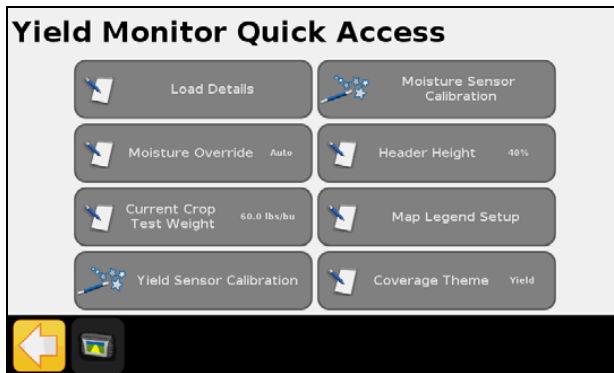 Yield Monitor Quick Access
Load Details
Moisture Sensor
Calibration
Moisture Override Auto
Header Height 40%
Current Crop
Test Weight 60.0 lbs/bu
Map Legend Setup
Yield Sensor Calibration
Coverage Theme Yield